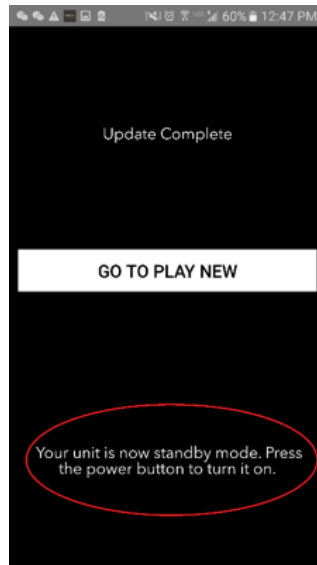 60% 12:47 PM
Update Complete
GO TO PLAY NEW
Your unit is now standby mode. Press
the power button to turn it on.